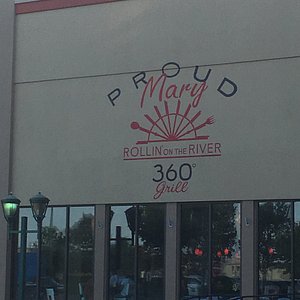 PROUD
Mary
ROLLIN ON THE RIVER
360°
Grill